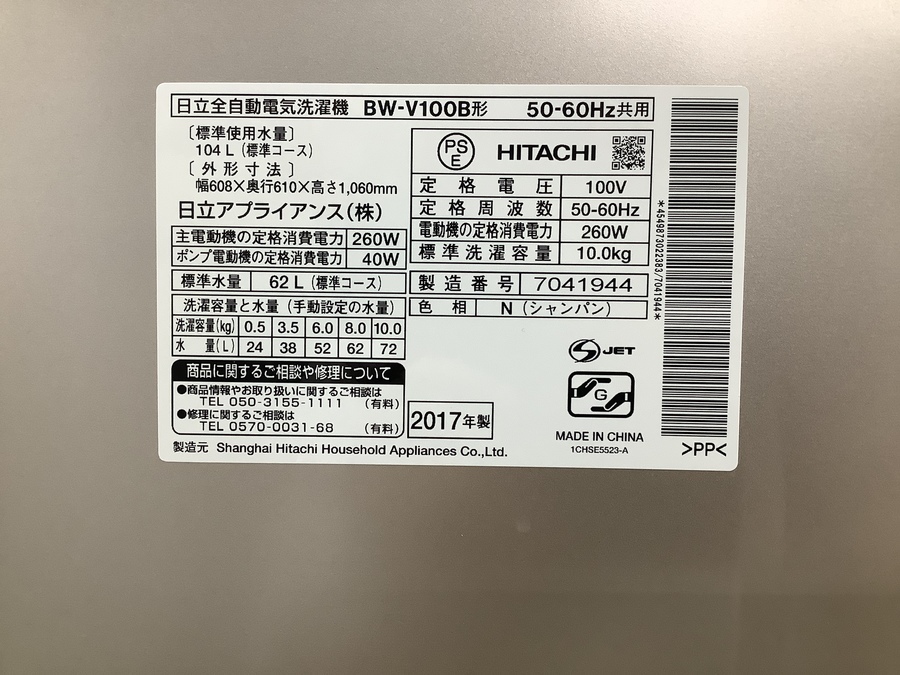 日立全自動電気洗濯機 BW-V100B形 50-60Hz共用
〔標準使用水量〕
104L（標準コース）
〔外形寸法〕
幅608×奥行610×高さ1,060mm
日立アプライアンス(株)
主電動機の定格消費電力 260W
ポンプ電動機の定格消費電力 40W
標準水量 62L（標準コース）
洗濯容量と水量（手動設定の水量）
洗濯容量(kg) 0.5 3.5 6.0 8.0 10.0
水量(L) 24 38 52 62 72
商品に関するご相談や修理について
●商品情報やお取り扱いに関するご相談は
TEL 050-3155-1111（有料）
●修理に関するご相談は
TEL 0570-0031-68（有料）
製造元 Shanghai Hitachi Household Appliances Co.,Ltd.
PS
E
HITACHI
定格電圧 100V
定格周波数 50-60Hz
電動機の定格消費電力 260W
標準洗濯容量 10.0kg
製造番号 7041944
色相 N（シャンパン）
2017年製
S JET
G
MADE IN CHINA
1CHSE5523-A
*4549873022383/7041944*
>PP<